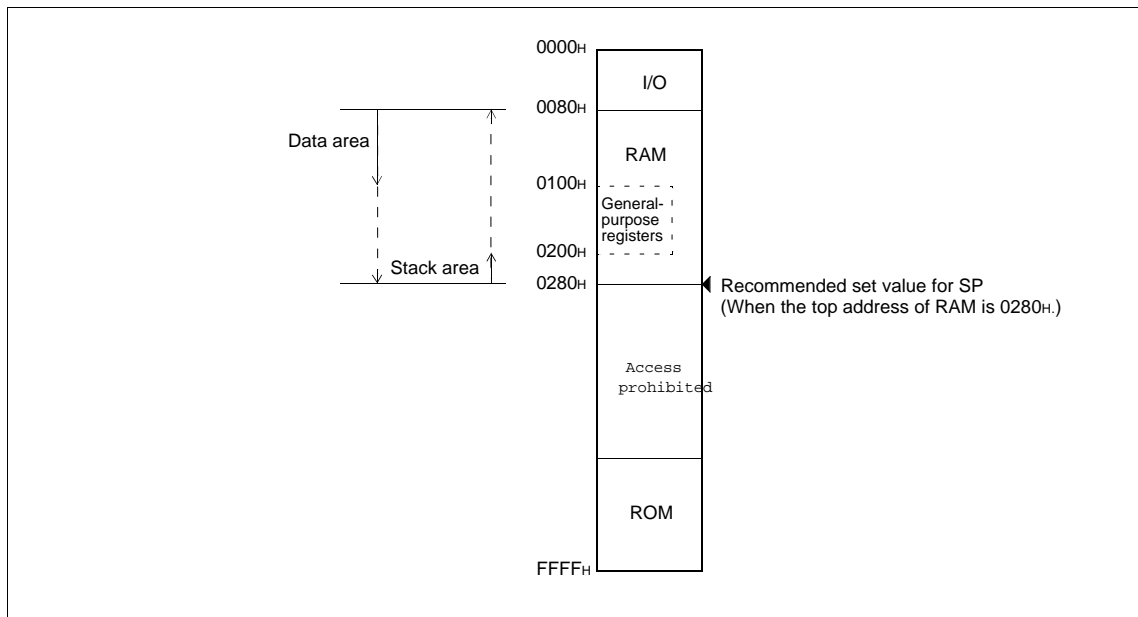 0000H
I/O
0080H
Data area
RAM
0100H
General-
purpose
registers
0200H
Stack area
0280H
Recommended set value for SP
(When the top address of RAM is 0280H.)
Access
prohibited
ROM
FFFFH